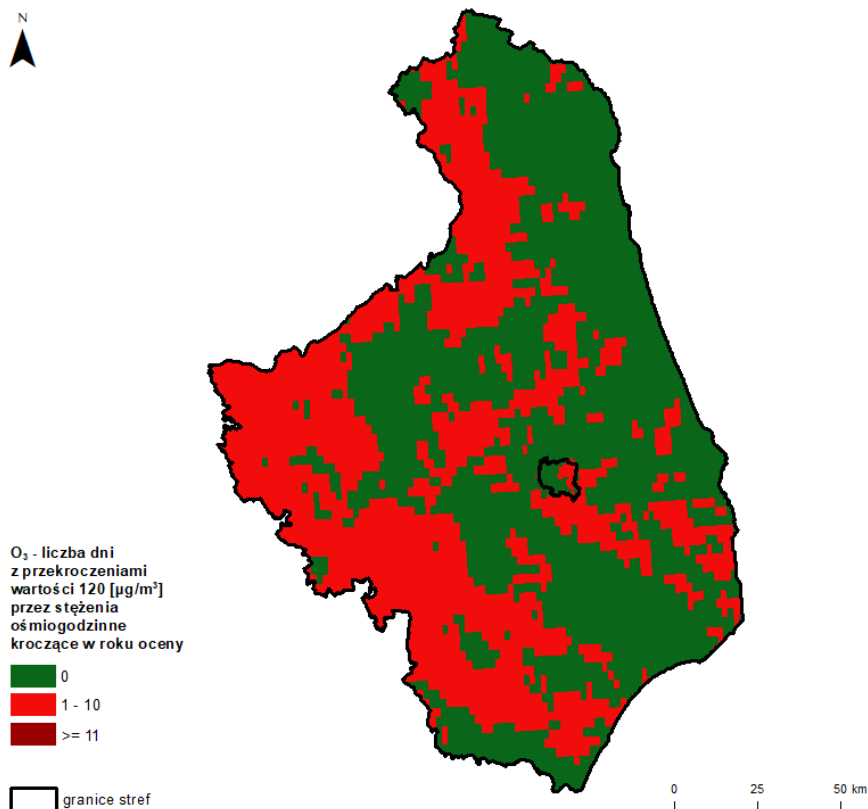 N
O₃ - liczba dni
z przekroczeniami
wartości 120 [µg/m³]
przez stężenia
ośmiogodzinne
kroczące w roku oceny
0
1 - 10
>= 11
granice stref
0 25 50 km